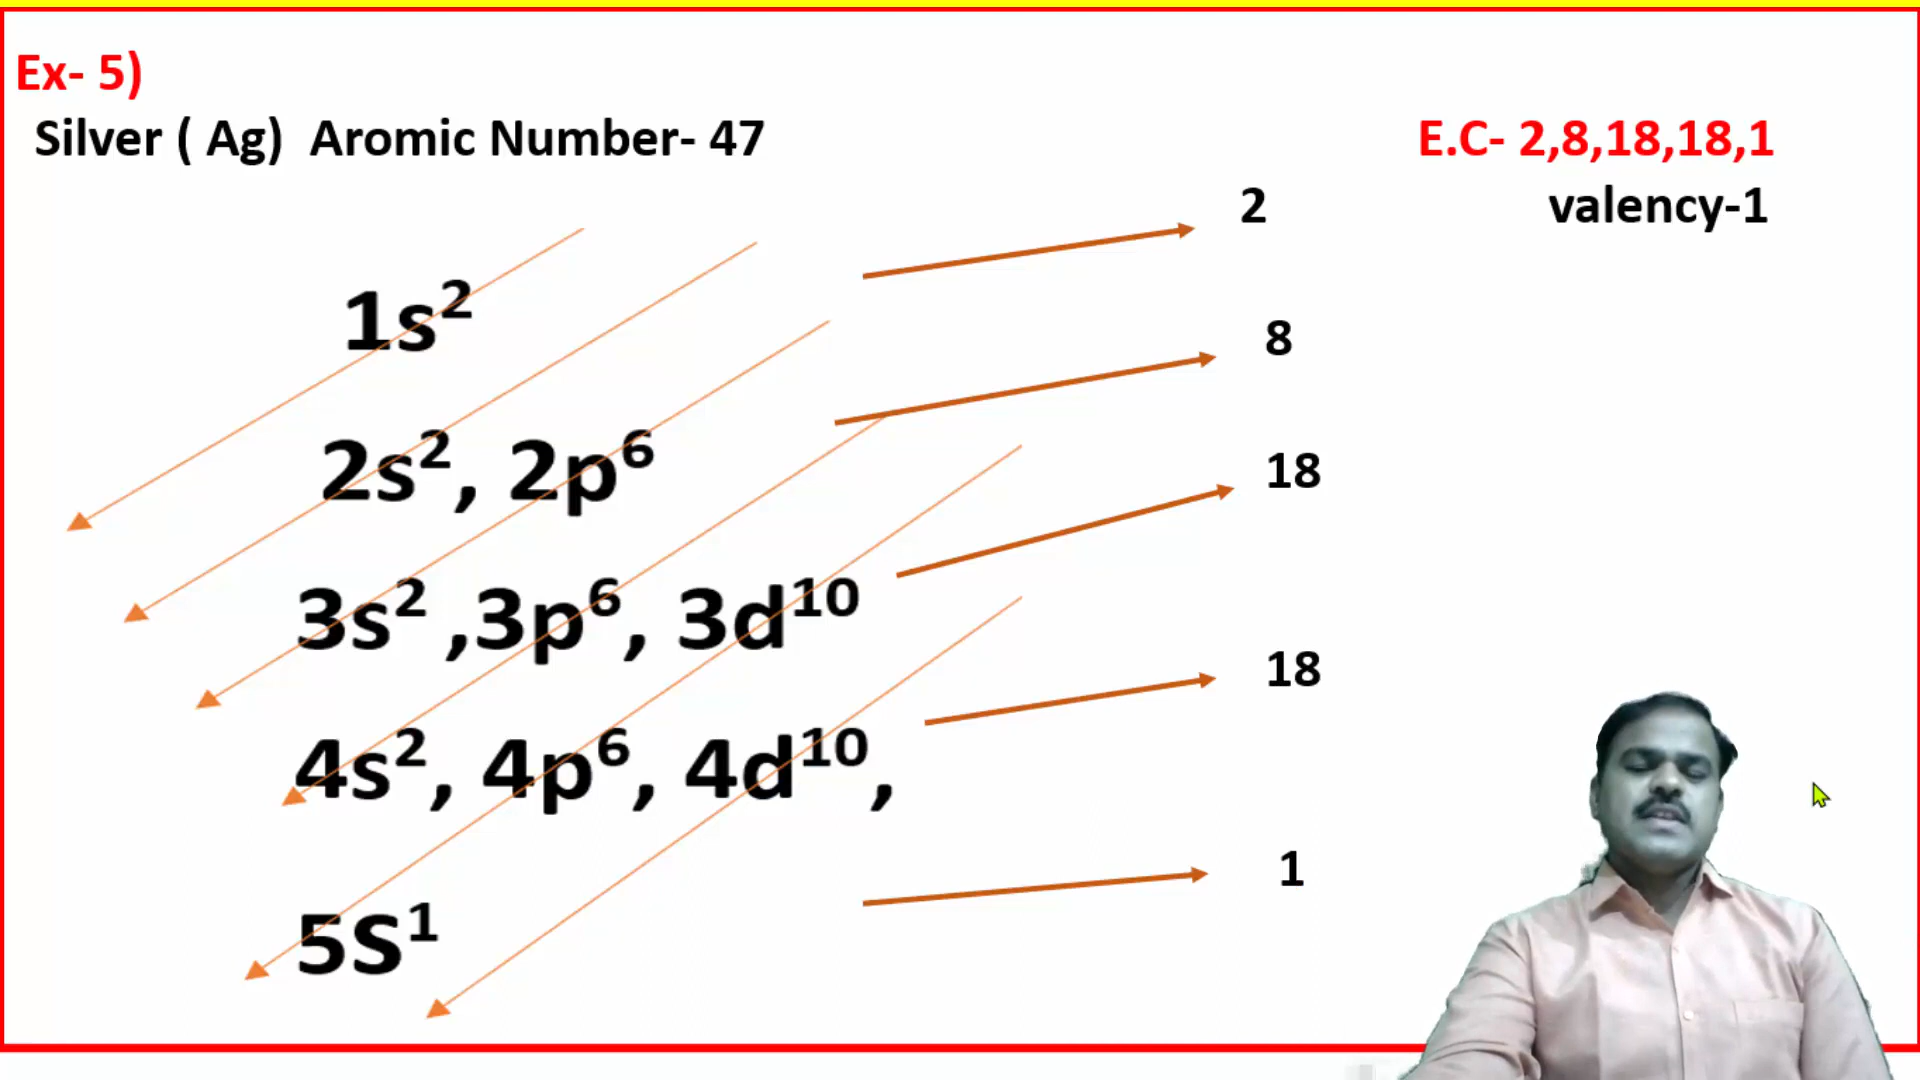 Ex- 5)
Silver ( Ag) Aromic Number- 47
E.C- 2,8,18,18,1
valency-1
1s² 2
2s², 2p⁶ 8
3s² ,3p⁶, 3d¹⁰ 18
4s², 4p⁶, 4d¹⁰, 18
5S¹ 1